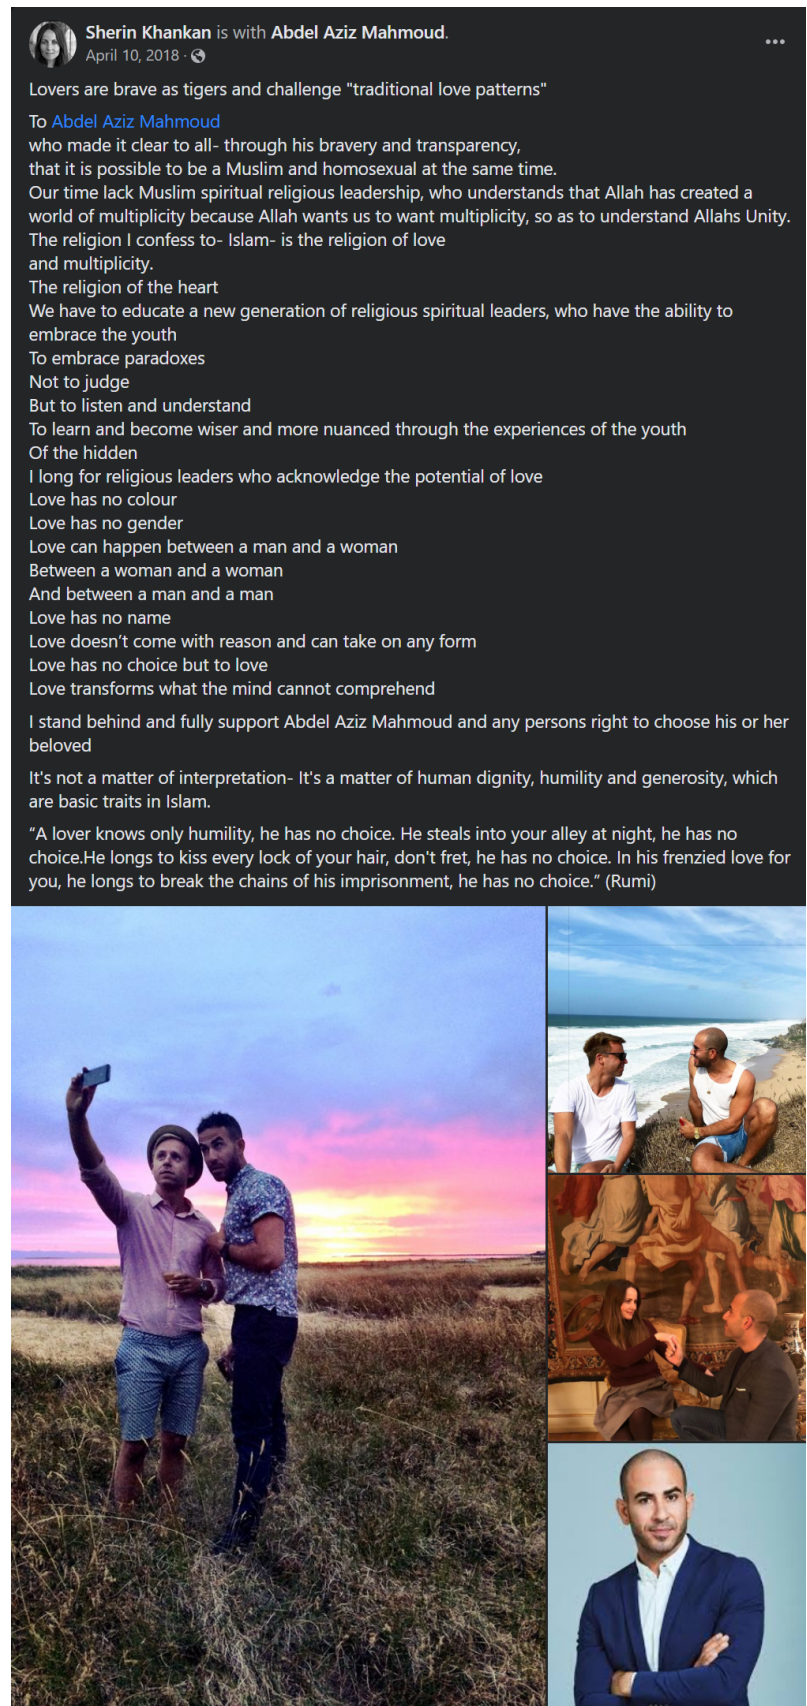 Sherin Khankan is with Abdel Aziz Mahmoud.
April 10, 2018 ·
Lovers are brave as tigers and challenge "traditional love patterns"
To Abdel Aziz Mahmoud
who made it clear to all- through his bravery and transparency,
that it is possible to be a Muslim and homosexual at the same time.
Our time lack Muslim spiritual religious leadership, who understands that Allah has created a
world of multiplicity because Allah wants us to want multiplicity, so as to understand Allahs Unity.
The religion I confess to- Islam- is the religion of love
and multiplicity.
The religion of the heart
We have to educate a new generation of religious spiritual leaders, who have the ability to
embrace the youth
To embrace paradoxes
Not to judge
But to listen and understand
To learn and become wiser and more nuanced through the experiences of the youth
Of the hidden
I long for religious leaders who acknowledge the potential of love
Love has no colour
Love has no gender
Love can happen between a man and a woman
Between a woman and a woman
And between a man and a man
Love has no name
Love doesn’t come with reason and can take on any form
Love has no choice but to love
Love transforms what the mind cannot comprehend
I stand behind and fully support Abdel Aziz Mahmoud and any persons right to choose his or her
beloved
It's not a matter of interpretation- It's a matter of human dignity, humility and generosity, which
are basic traits in Islam.
“A lover knows only humility, he has no choice. He steals into your alley at night, he has no
choice.He longs to kiss every lock of your hair, don't fret, he has no choice. In his frenzied love for
you, he longs to break the chains of his imprisonment, he has no choice.” (Rumi)